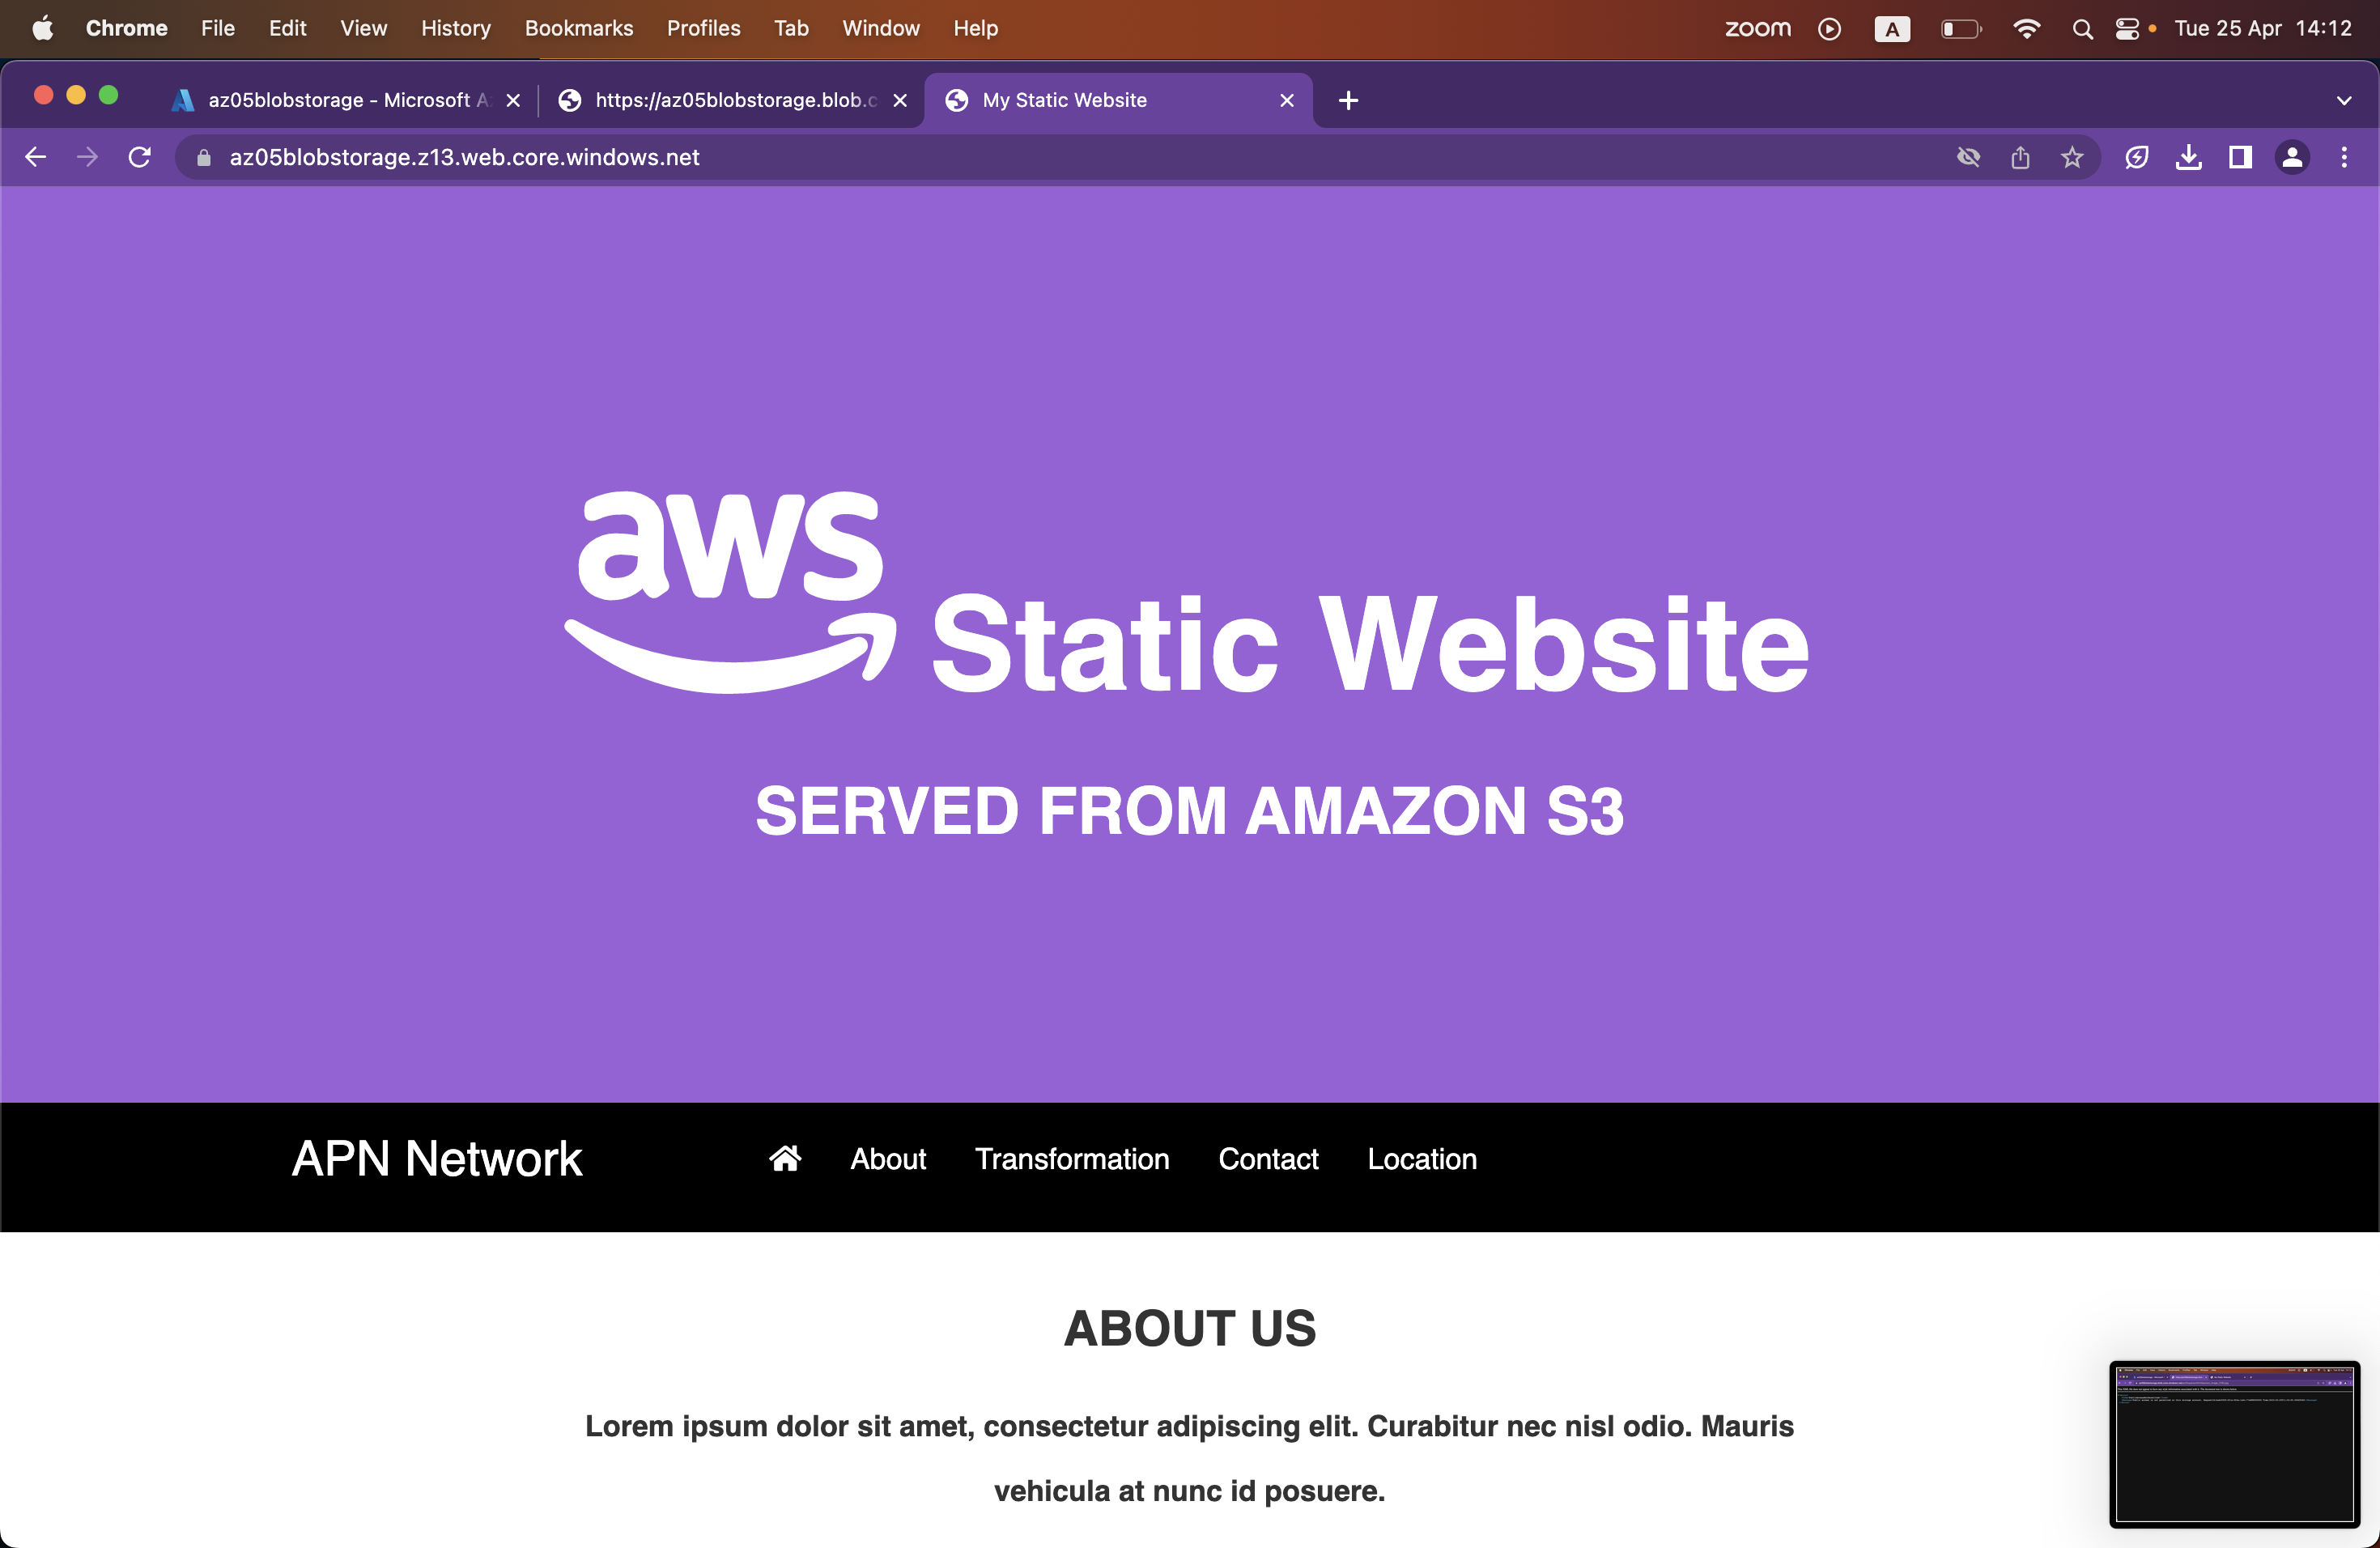 Chrome File Edit View History Bookmarks Profiles Tab Window Help zoom A Tue 25 Apr 14:12
az05blobstorage - Microsoft A https://az05blobstorage.blob.c My Static Website
az05blobstorage.z13.web.core.windows.net
aws Static Website
SERVED FROM AMAZON S3
APN Network About Transformation Contact Location
ABOUT US
Lorem ipsum dolor sit amet, consectetur adipiscing elit. Curabitur nec nisl odio. Mauris
vehicula at nunc id posuere.